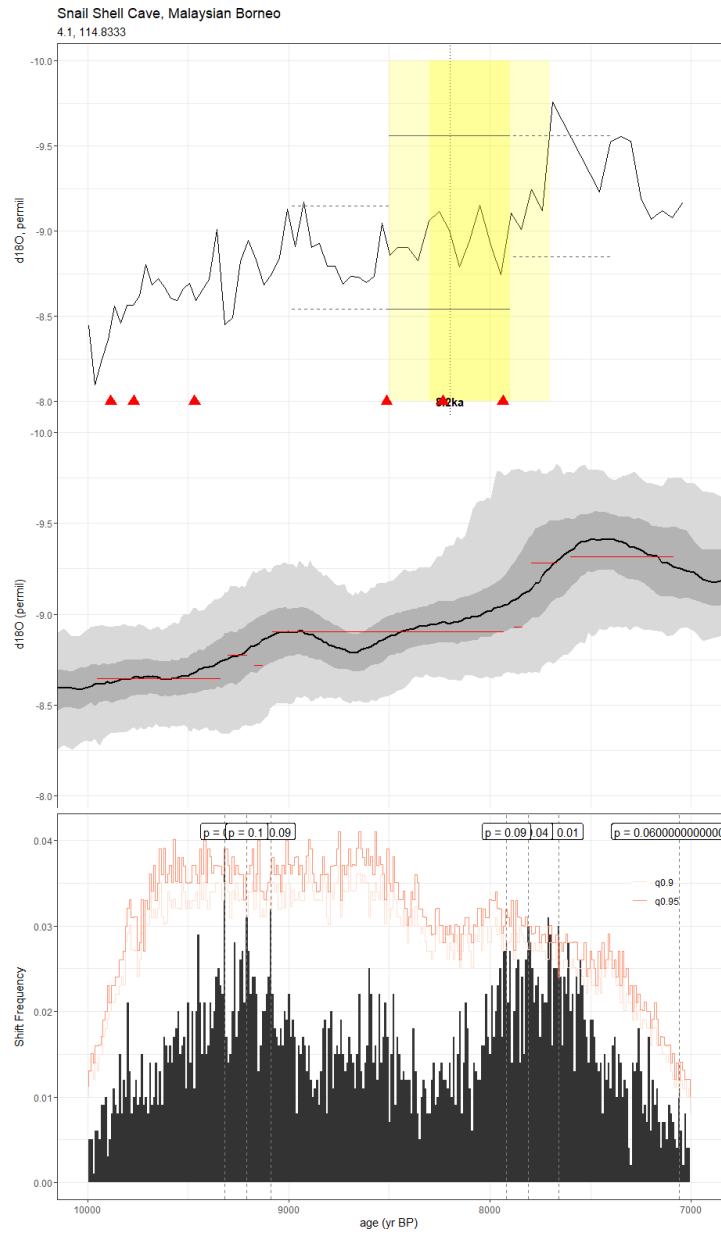 Snail Shell Cave, Malaysian Borneo
4.1, 114.8333
-10.0
-9.5
-9.0
-8.5
-8.0
d18O, permil
8.2ka
-10.0
-9.5
-9.0
-8.5
-8.0
d18O (permil)
p = p = 0.1 0.09 p = 0.09 .04 0.01 p = 0.0600000000000
0.04
0.03
0.02
0.01
0.00
q0.9
q0.95
Shift Frequency
10000 9000 8000 7000
age (yr BP)